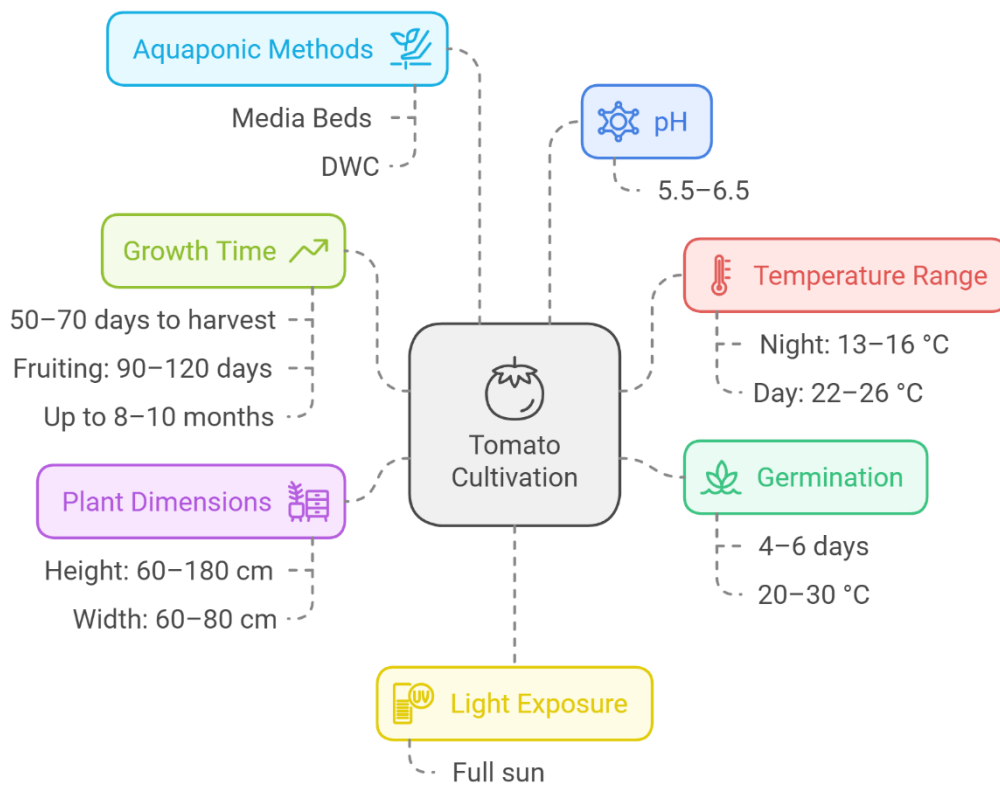 Aquaponic Methods
Media Beds
DWC
pH
5.5–6.5
Growth Time
50–70 days to harvest
Fruiting: 90–120 days
Up to 8–10 months
Temperature Range
Night: 13–16 °C
Day: 22–26 °C
Tomato
Cultivation
Plant Dimensions
Height: 60–180 cm
Width: 60–80 cm
Germination
4–6 days
20–30 °C
UV
Light Exposure
Full sun